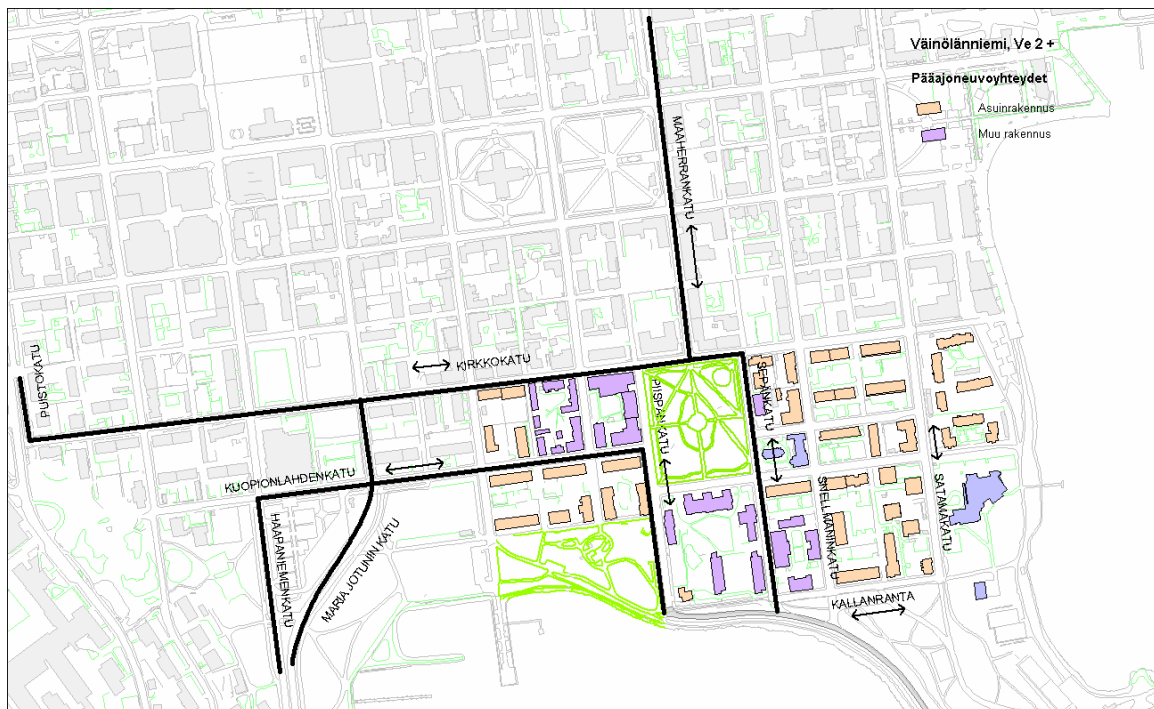 Väinölänniemi, Ve 2 +
Pääajoneuvoyhteydet
Asuinrakennus
Muu rakennus
MAAHERRANKATU
KIRKKOKATU
PUISTOKATU
PIISPANKATU
SEPÄNKATU
KUOPIONLAHDENKATU
HAAPANIEMENKATU
MARIA JOTUNIN KATU
SNELLMANINKATU
SATAMAKATU
KALLANRANTA